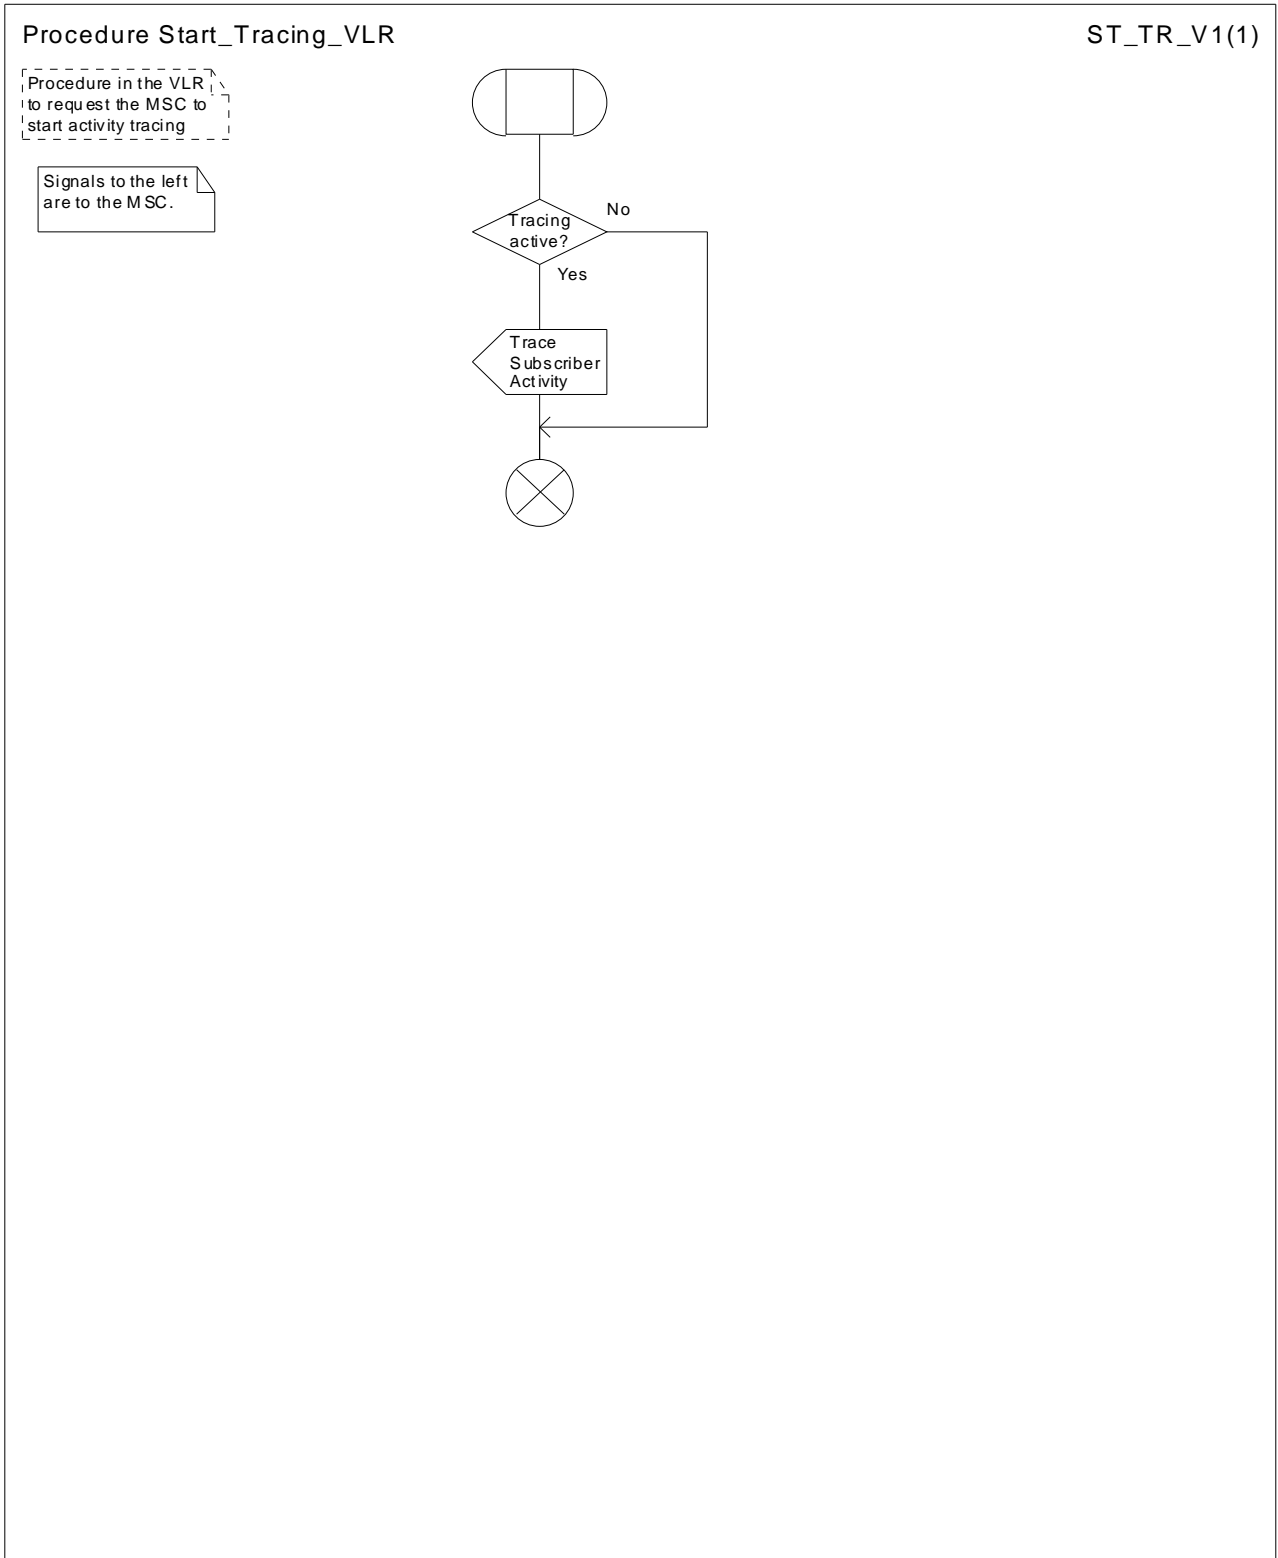 Procedure Start_Tracing_VLR
ST_TR_V1(1)
Procedure in the VLR
to request the MSC to
start activity tracing
Signals to the left
are to the MSC.
No
Tracing
active?
Yes
Trace
Subscriber
Activity